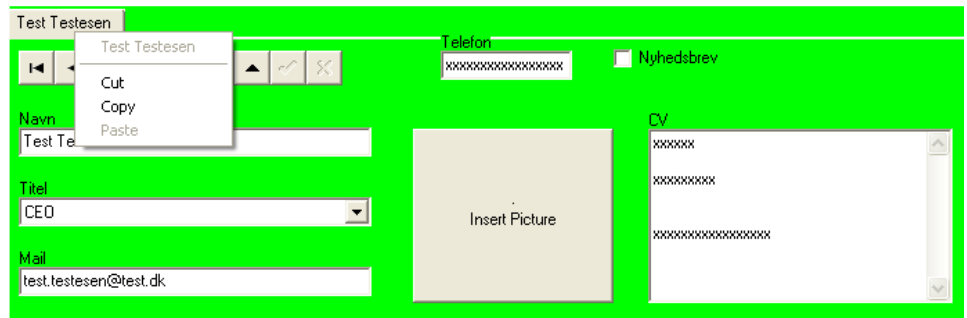 Test Testesen
Test Testesen
Cut
Copy
Paste
Telefon
xxxxxxxxxxxxxxxxx
Nyhedsbrev
Navn
Test Te
Titel
CEO
Mail
test.testesen@test.dk
.
Insert Picture
CV
xxxxxx
xxxxxxxxx
xxxxxxxxxxxxxxxxx